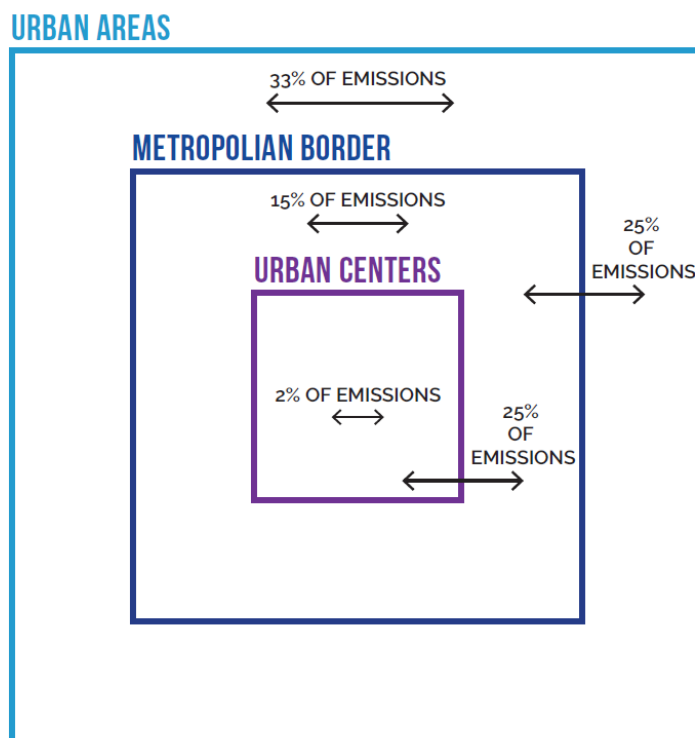 URBAN AREAS
33% OF EMISSIONS
METROPOLIAN BORDER
15% OF EMISSIONS
25%
OF
EMISSIONS
URBAN CENTERS
2% OF EMISSIONS
25%
OF
EMISSIONS